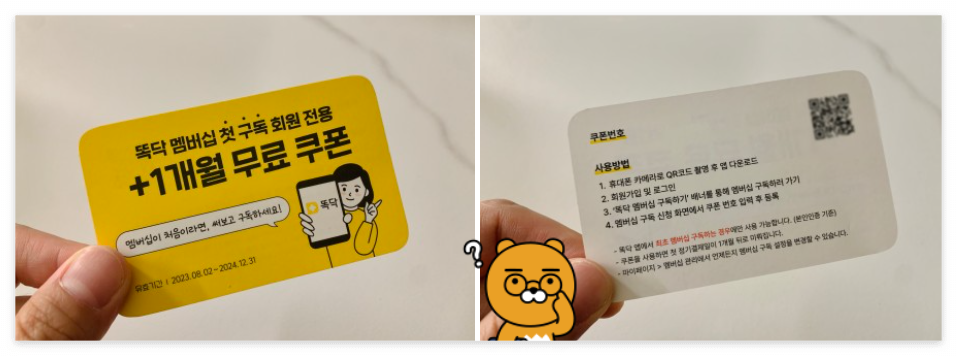 똑닥 멤버십 첫 구독 회원 전용
+1개월 무료 쿠폰
똑닥
멤버십이 처음이라면, 써보고 구독하세요!
유효기간 : 2023.08.02~2024.12.31
쿠폰번호
사용방법
1. 휴대폰 카메라로 QR코드 촬영 후 앱 다운로드
2. 회원가입 및 로그인
3. '똑닥 멤버십 구독하기' 배너를 통해 멤버십 구독하러 가기
4. 멤버십 구독 신청 화면에서 쿠폰 번호 입력 후 등록
- 똑닥 앱에서 최초 멤버십 구독하는 경우에만 사용 가능합니다. (본인인증 기준)
- 쿠폰을 사용하면 첫 정기결제일이 1개월 뒤로 미뤄집니다.
- 마이페이지 > 멤버십 관리에서 언제든지 멤버십 구독 설정을 변경할 수 있습니다.
?